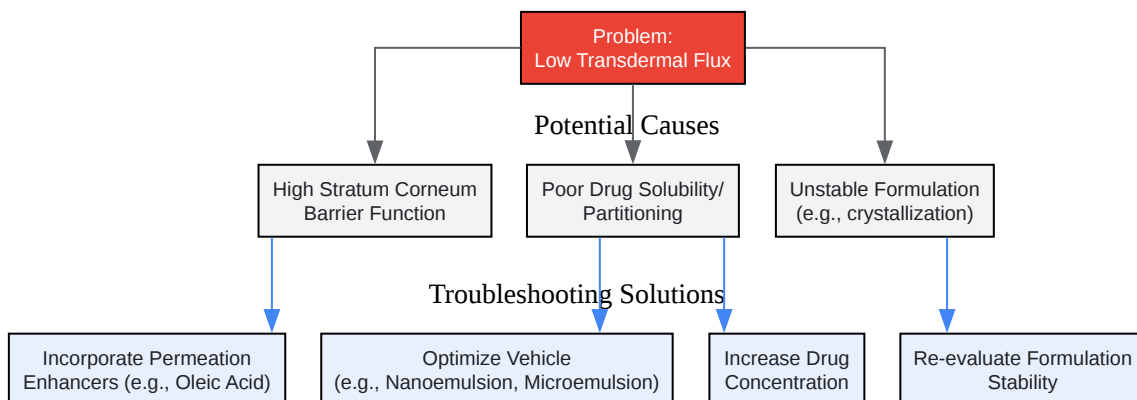 Problem:
Low Transdermal Flux
Potential Causes
High Stratum Corneum
Barrier Function
Poor Drug Solubility/
Partitioning
Unstable Formulation
(e.g., crystallization)
Troubleshooting Solutions
Incorporate Permeation
Enhancers (e.g., Oleic Acid)
Optimize Vehicle
(e.g., Nanoemulsion, Microemulsion)
Increase Drug
Concentration
Re-evaluate Formulation
Stability